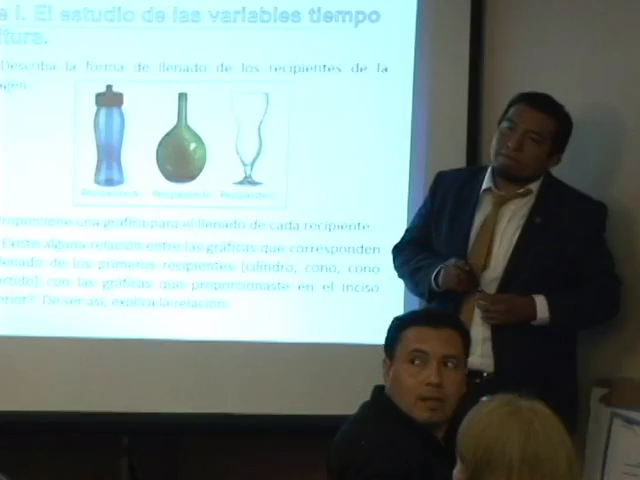 e I. El estudio de las variables tiempo
ltura.
Describa la forma de llenado de los recipientes de la
agen.
Recipiente Recipiente Recipiente
roporcione una gráfica para el llenado de cada recipiente.
Existe alguna relación entre las gráficas que corresponden
llenado de los primeros recipientes (cilindro, cono, cono
ertido) con las gráficas que proporcionaste en el inciso
erior? De ser así, explica la relación.